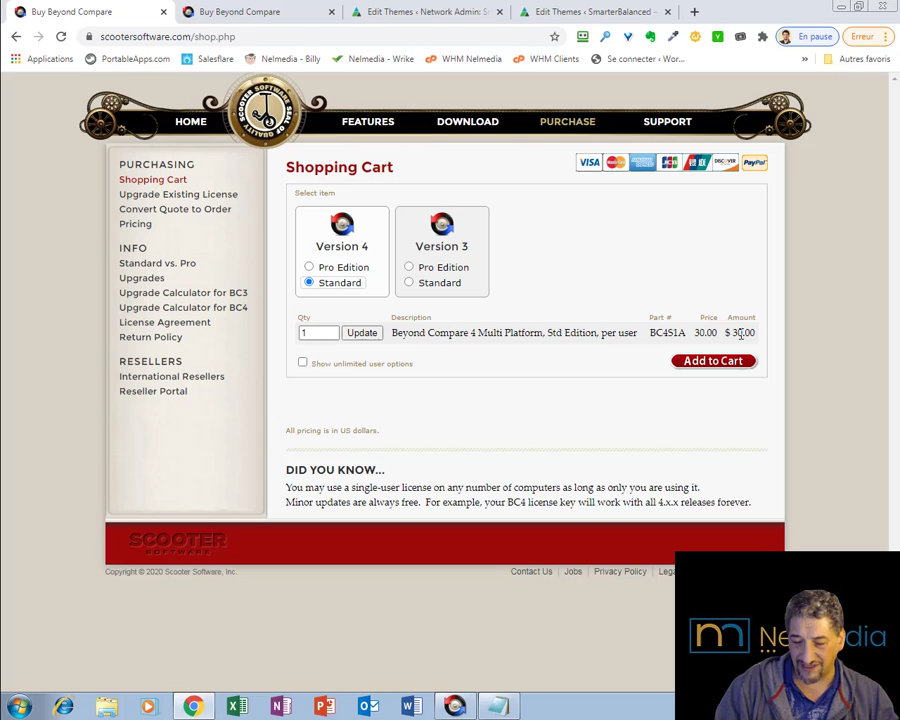 Buy Beyond Compare
Buy Beyond Compare
Edit Themes ‹ Network Admin: S
Edit Themes ‹ SmarterBalanced –
scootersoftware.com/shop.php
En pause
Erreur
Applications
PortableApps.com
Salesflare
Nelmedia - Billy
Nelmedia - Wrike
WHM Nelmedia
WHM Clients
Se connecter ‹ Wor...
Autres favoris
HOME
FEATURES
DOWNLOAD
PURCHASE
SUPPORT
PURCHASING
Shopping Cart
Upgrade Existing License
Convert Quote to Order
Pricing
INFO
Standard vs. Pro
Upgrades
Upgrade Calculator for BC3
Upgrade Calculator for BC4
License Agreement
Return Policy
RESELLERS
International Resellers
Reseller Portal
Shopping Cart
VISA
DISCOVER
PayPal
Select item
Version 4
Pro Edition
Standard
Version 3
Pro Edition
Standard
Qty
Description
Part #
Price
Amount
1
Update
Beyond Compare 4 Multi Platform, Std Edition, per user
BC4S1A
30.00
$ 30.00
Show unlimited user options
Add to Cart
All pricing is in US dollars.
DID YOU KNOW...
You may use a single-user license on any number of computers as long as only you are using it.
Minor updates are always free. For example, your BC4 license key will work with all 4.x.x releases forever.
SCOOTER
SOFTWARE
Copyright © 2020 Scooter Software, Inc.
Contact Us
Jobs
Privacy Policy